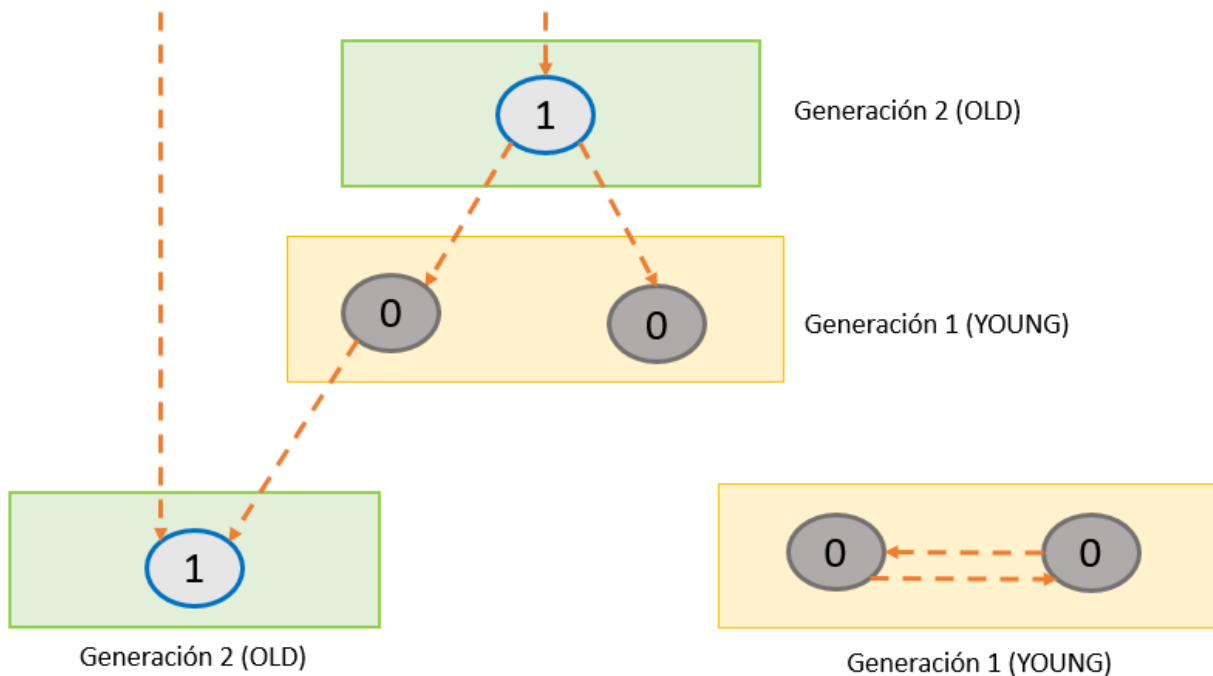 1
Generación 2 (OLD)
0
0
Generación 1 (YOUNG)
1
0
0
Generación 2 (OLD)
Generación 1 (YOUNG)